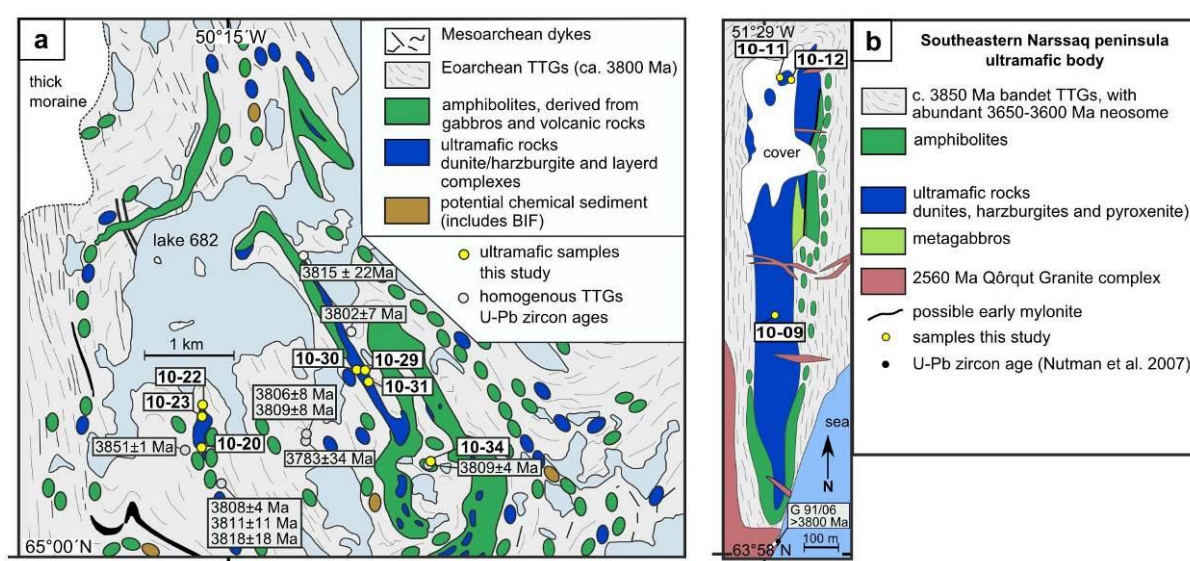 a
50°15´W
thick
moraine
lake 682
1 km
3815 ± 22Ma
3802±7 Ma
10-30
10-29
10-31
10-22
10-23
10-20
3806±8 Ma
3809±8 Ma
3851±1 Ma
3783±34 Ma
10-34
3809±4 Ma
3808±4 Ma
3811±11 Ma
3818±18 Ma
65°00´N
Mesoarchean dykes
Eoarchean TTGs (ca. 3800 Ma)
amphibolites, derived from
gabbros and volcanic rocks
ultramafic rocks
dunite/harzburgite and layerd
complexes
potential chemical sediment
(includes BIF)
ultramafic samples
this study
homogenous TTGs
U-Pb zircon ages
51°29´W
10-11
10-12
cover
10-09
sea
N
G 91/06
>3800 Ma
63°58´N
100 m
b
Southeastern Narssaq peninsula
ultramafic body
c. 3850 Ma bandet TTGs, with
abundant 3650-3600 Ma neosome
amphibolites
ultramafic rocks
dunites, harzburgites and pyroxenite)
metagabbros
2560 Ma Qôrqut Granite complex
possible early mylonite
samples this study
U-Pb zircon age (Nutman et al. 2007)